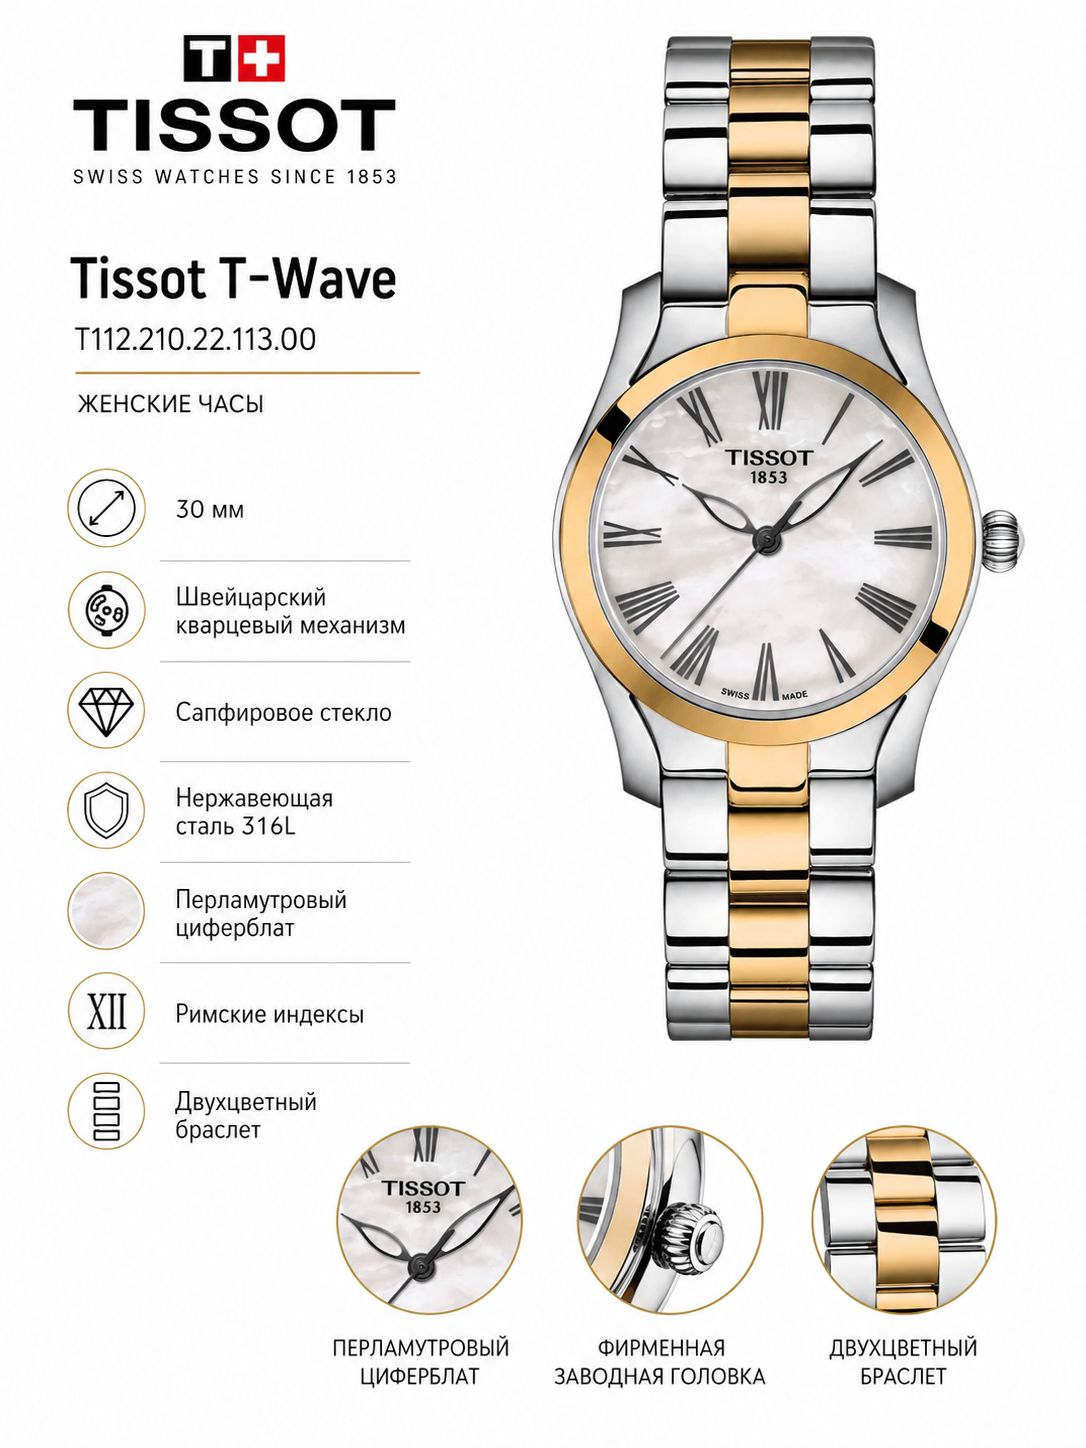 T+
TISSOT
SWISS WATCHES SINCE 1853
Tissot T-Wave
T112.210.22.113.00
ЖЕНСКИЕ ЧАСЫ
30 мм
Швейцарский
кварцевый механизм
Сапфировое стекло
Нержавеющая
сталь 316L
Перламутровый
циферблат
XII
Римские индексы
Двухцветный
браслет
XII
TISSOT
1853
SWISS MADE
XII
TISSOT
1853
ПЕРЛАМУТРОВЫЙ
ЦИФЕРБЛАТ
ФИРМЕННАЯ
ЗАВОДНАЯ ГОЛОВКА
ДВУХЦВЕТНЫЙ
БРАСЛЕТ